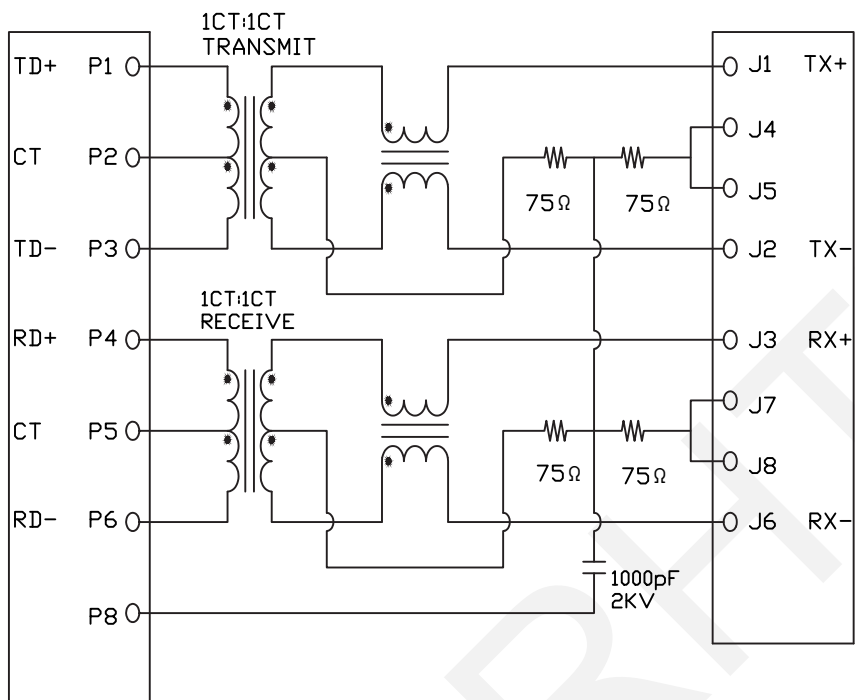 1CT:1CT
TRANSMIT
TD+ P1
J1 TX+
J4
CT P2
75Ω 75Ω
J5
TD- P3
J2 TX-
1CT:1CT
RECEIVE
RD+ P4
J3 RX+
J7
CT P5
75Ω 75Ω
J8
RD- P6
J6 RX-
1000pF
2KV
P8
RHT